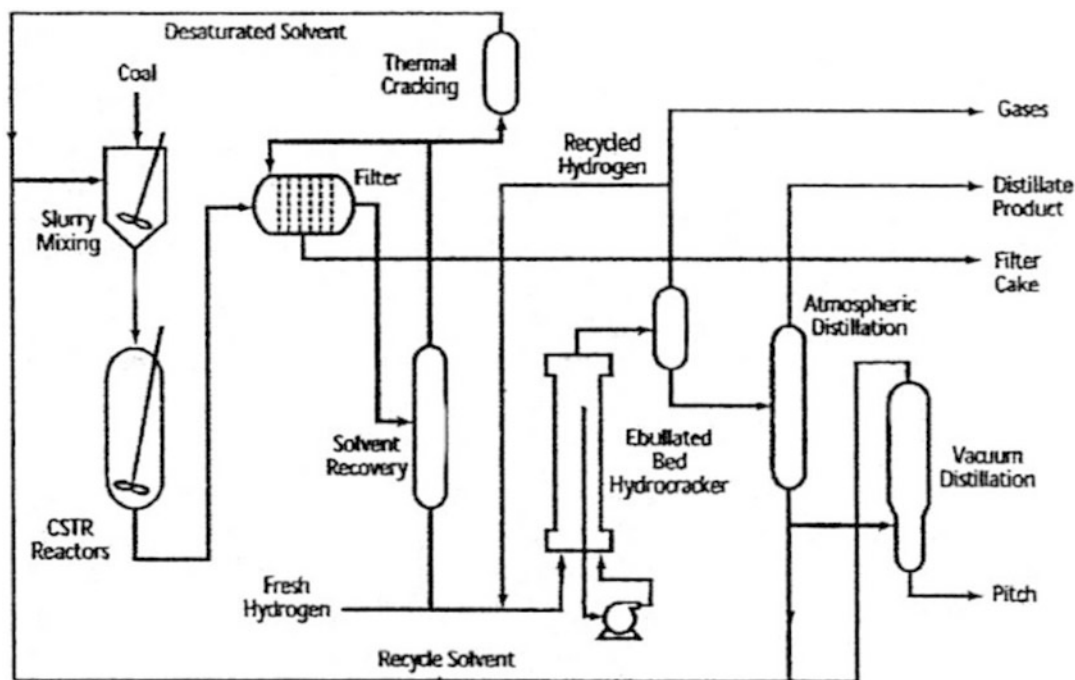 Desaturated Solvent
Coal
Thermal
Cracking
Gases
Recycled
Hydrogen
Filter
Distillate
Product
Slurry
Mixing
Filter
Cake
Atmospheric
Distillation
Solvent
Recovery
Ebullated
Bed
Hydrocracker
Vacuum
Distillation
CSTR
Reactors
Fresh
Hydrogen
Pitch
Recycle Solvent